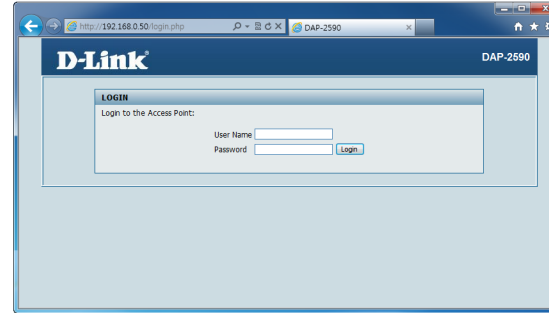 http://192.168.0.50/login.php
DAP-2590
D-Link
DAP-2590
LOGIN
Login to the Access Point:
User Name
Password
Login